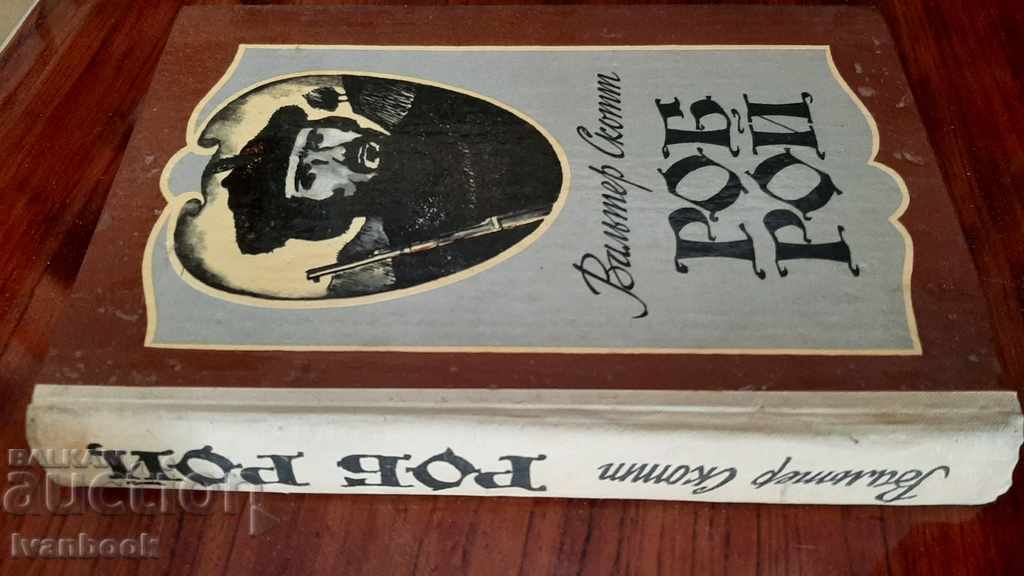 Вальтер Скотт
РОБ
РОЙ
Вальтер Скотт
РОБ РОЙ
BALKAN
auction
Ivanbook